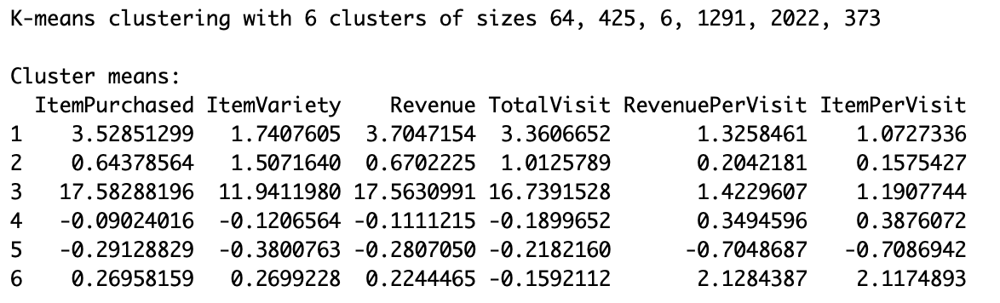 K-means clustering with 6 clusters of sizes 64, 425, 6, 1291, 2022, 373
Cluster means:
ItemPurchased ItemVariety Revenue TotalVisit RevenuePerVisit ItemPerVisit
1 3.52851299 1.7407605 3.7047154 3.3606652 1.3258461 1.0727336
2 0.64378564 1.5071640 0.6702225 1.0125789 0.2042181 0.1575427
3 17.58288196 11.9411980 17.5630991 16.7391528 1.4229607 1.1907744
4 -0.09024016 -0.1206564 -0.1111215 -0.1899652 0.3494596 0.3876072
5 -0.29128829 -0.3800763 -0.2807050 -0.2182160 -0.7048687 -0.7086942
6 0.26958159 0.2699228 0.2244465 -0.1592112 2.1284387 2.1174893